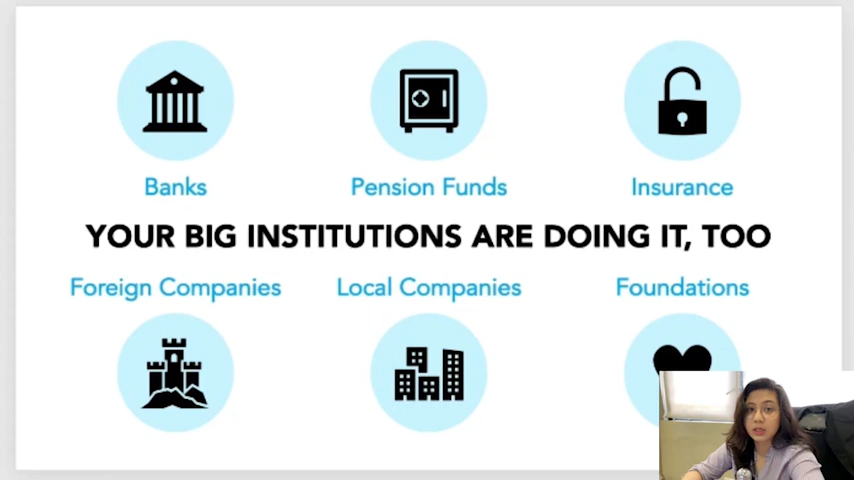 Banks
Pension Funds
Insurance
YOUR BIG INSTITUTIONS ARE DOING IT, TOO
Foreign Companies
Local Companies
Foundations